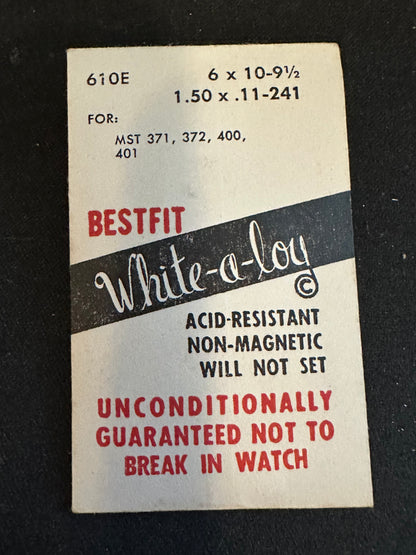 610E
6 x 10-9½
1.50 x .11-241
FOR:
MST 371, 372, 400,
401
BESTFIT
White-a-loy
©
ACID-RESISTANT
NON-MAGNETIC
WILL NOT SET
UNCONDITIONALLY
GUARANTEED NOT TO
BREAK IN WATCH